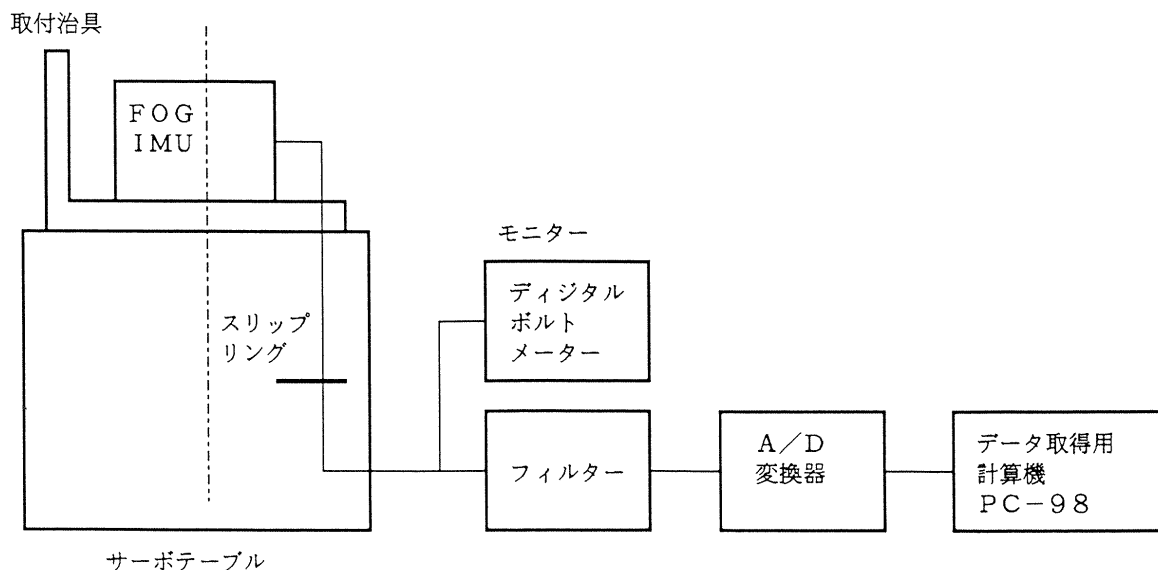 取付治具
ＦＯＧ
ＩＭＵ
スリップ
リング
モニター
ディジタル
ボルト
メーター
フィルター
Ａ／Ｄ
変換器
データ取得用
計算機
ＰＣ－９８
サーボテーブル